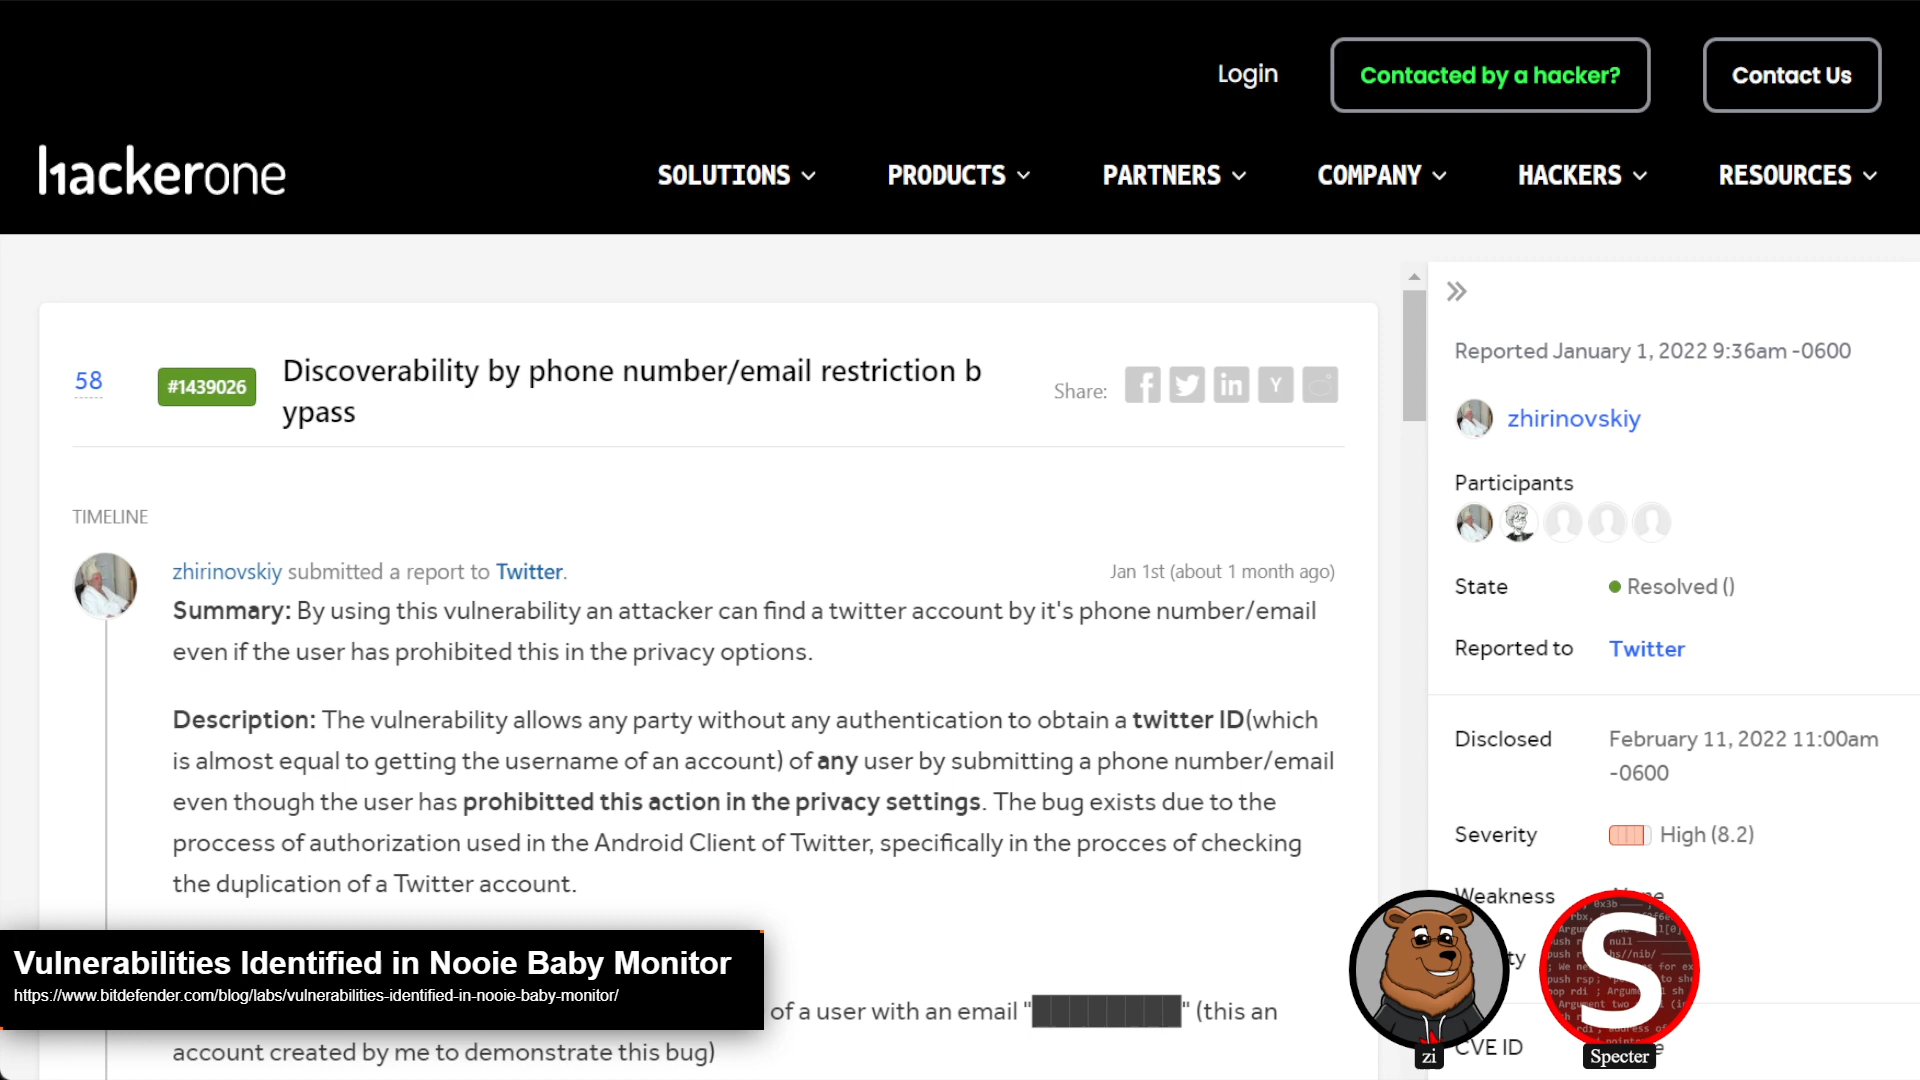 Login
Contacted by a hacker?
Contact Us
hackerone
SOLUTIONS
PRODUCTS
PARTNERS
COMPANY
HACKERS
RESOURCES
58
#1439026
Discoverability by phone number/email restriction b
ypass
Share:
TIMELINE
zhirinovskiy submitted a report to Twitter.
Jan 1st (about 1 month ago)
Summary: By using this vulnerability an attacker can find a twitter account by it's phone number/email
even if the user has prohibited this in the privacy options.
Description: The vulnerability allows any party without any authentication to obtain a twitter ID(which
is almost equal to getting the username of an account) of any user by submitting a phone number/email
even though the user has prohibitted this action in the privacy settings. The bug exists due to the
proccess of authorization used in the Android Client of Twitter, specifically in the procces of checking
the duplication of a Twitter account.
of a user with an email "████████" (this an
account created by me to demonstrate this bug)
Vulnerabilities Identified in Nooie Baby Monitor
https://www.bitdefender.com/blog/labs/vulnerabilities-identified-in-nooie-baby-monitor/
Reported January 1, 2022 9:36am -0600
zhirinovskiy
Participants
State
Resolved ()
Reported to
Twitter
Disclosed
February 11, 2022 11:00am
-0600
Severity
High (8.2)
Weakness
CVE ID
zi
S
Specter